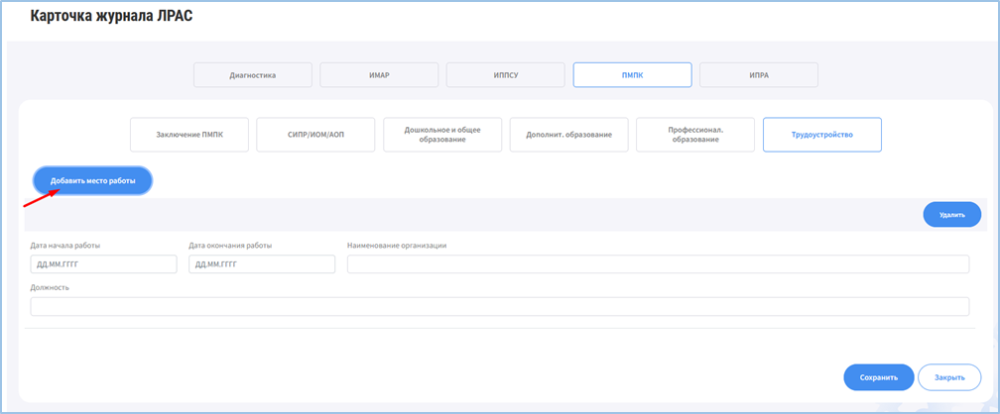 Карточка журнала ЛРАС
Диагностика
ИМАР
ИППСУ
ПМПК
ИПРА
Заключение ПМПК
СИПР/ИОМ/АОП
Дошкольное и общее
образование
Дополнит. образование
Профессионал.
образование
Трудоустройство
Добавить место работы
Удалить
Дата начала работы
Дата окончания работы
Наименование организации
ДД.ММ.ГГГГ
ДД.ММ.ГГГГ
Должность
Сохранить
Закрыть